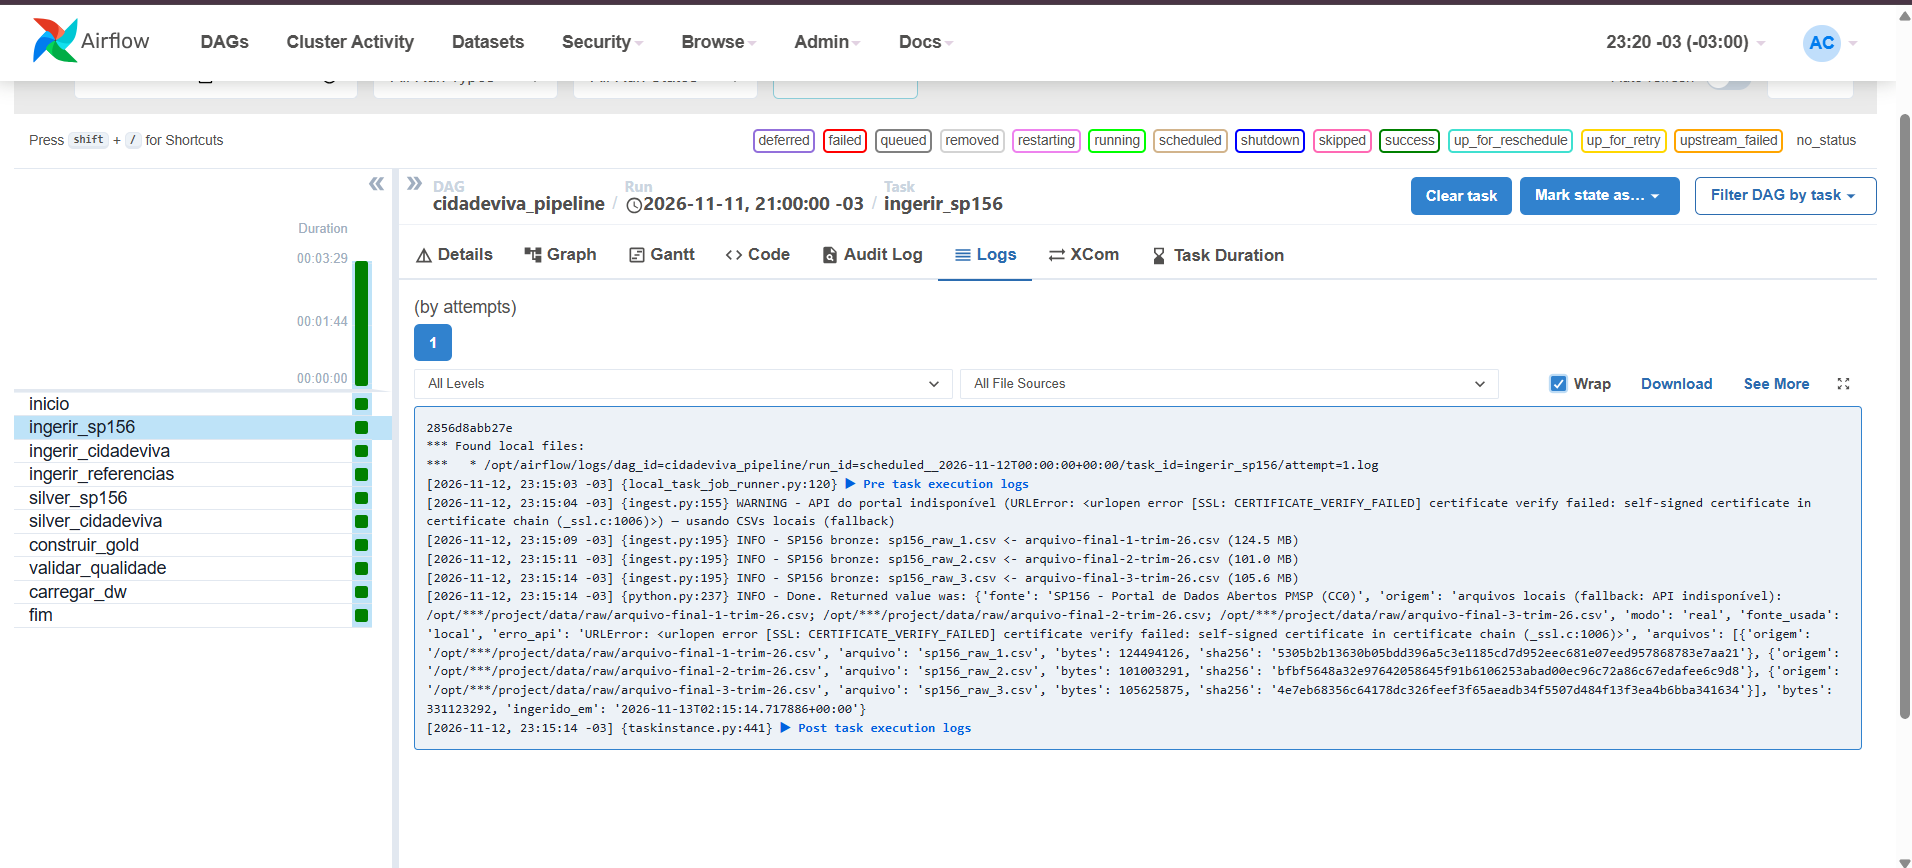 Airflow
DAGs
Cluster Activity
Datasets
Security
Browse
Admin
Docs
23:20 -03 (-03:00)
AC
Press shift + / for Shortcuts
deferred
failed
queued
removed
restarting
running
scheduled
shutdown
skipped
success
up_for_reschedule
up_for_retry
upstream_failed
no_status
Duration
00:03:29
00:01:44
00:00:00
inicio
ingerir_sp156
ingerir_cidadeviva
ingerir_referencias
silver_sp156
silver_cidadeviva
construir_gold
validar_qualidade
carregar_dw
fim
DAG
cidadeviva_pipeline
/
Run
2026-11-11, 21:00:00 -03
/
Task
ingerir_sp156
Clear task
Mark state as...
Filter DAG by task
Details
Graph
Gantt
Code
Audit Log
Logs
XCom
Task Duration
(by attempts)
1
All Levels
All File Sources
Wrap
Download
See More
2856d8abb27e
*** Found local files:
***   * /opt/airflow/logs/dag_id=cidadeviva_pipeline/run_id=scheduled__2026-11-12T00:00:00+00:00/task_id=ingerir_sp156/attempt=1.log
[2026-11-12, 23:15:03 -03] {local_task_job_runner.py:120} ▶ Pre task execution logs
[2026-11-12, 23:15:04 -03] {ingest.py:155} WARNING - API do portal indisponível (URLError: <urlopen error [SSL: CERTIFICATE_VERIFY_FAILED] certificate verify failed: self-signed certificate in
certificate chain (_ssl.c:1006)>) — usando CSVs locais (fallback)
[2026-11-12, 23:15:09 -03] {ingest.py:195} INFO - SP156 bronze: sp156_raw_1.csv <- arquivo-final-1-trim-26.csv (124.5 MB)
[2026-11-12, 23:15:11 -03] {ingest.py:195} INFO - SP156 bronze: sp156_raw_2.csv <- arquivo-final-2-trim-26.csv (101.0 MB)
[2026-11-12, 23:15:14 -03] {ingest.py:195} INFO - SP156 bronze: sp156_raw_3.csv <- arquivo-final-3-trim-26.csv (105.6 MB)
[2026-11-12, 23:15:14 -03] {python.py:237} INFO - Done. Returned value was: {'fonte': 'SP156 - Portal de Dados Abertos PMSP (CC0)', 'origem': 'arquivos locais (fallback: API indisponível):
/opt/***/project/data/raw/arquivo-final-1-trim-26.csv; /opt/***/project/data/raw/arquivo-final-2-trim-26.csv; /opt/***/project/data/raw/arquivo-final-3-trim-26.csv', 'modo': 'real', 'fonte_usada':
'local', 'erro_api': 'URLError: <urlopen error [SSL: CERTIFICATE_VERIFY_FAILED] certificate verify failed: self-signed certificate in certificate chain (_ssl.c:1006)>', 'arquivos': [{'origem':
'/opt/***/project/data/raw/arquivo-final-1-trim-26.csv', 'arquivo': 'sp156_raw_1.csv', 'bytes': 124494126, 'sha256': '5305b2b13630b05bdd396a5c3e1185cd7d952eec681e07eed957868783e7aa21'}, {'origem':
'/opt/***/project/data/raw/arquivo-final-2-trim-26.csv', 'arquivo': 'sp156_raw_2.csv', 'bytes': 101003291, 'sha256': 'bfbf5648a32e97642058645f91b6106253abad00ec96c72a86c67edafee6c9d8'}, {'origem':
'/opt/***/project/data/raw/arquivo-final-3-trim-26.csv', 'arquivo': 'sp156_raw_3.csv', 'bytes': 105625875, 'sha256': '4e7eb68356c64178dc326feef3f65aeadb34f5507d484f13f3ea4b6bba341634'}], 'bytes':
331123292, 'ingerido_em': '2026-11-13T02:15:14.717886+00:00'}
[2026-11-12, 23:15:14 -03] {taskinstance.py:441} ▶ Post task execution logs